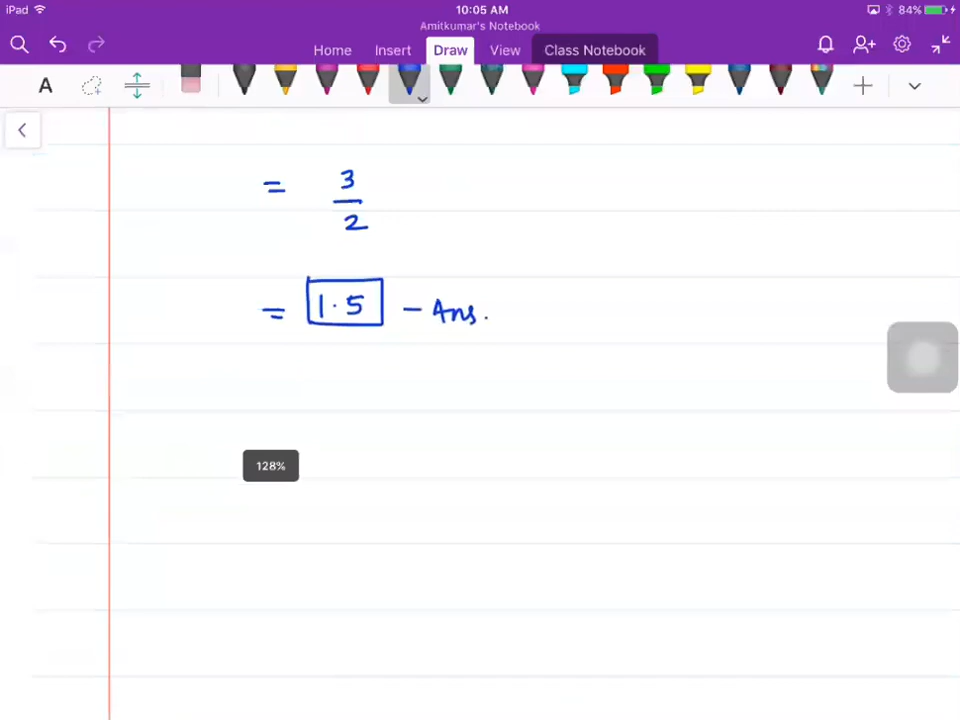 iPad 10:05 AM 84%
Amitkumar's Notebook
Home Insert Draw View Class Notebook
A
= 3
2
= 1.5 - Ans.
128%